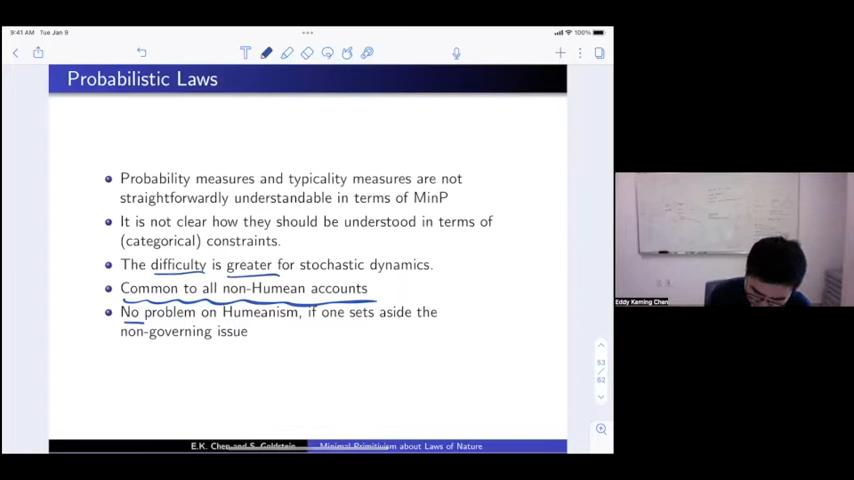 9:41 AM Tue Jan 9
100%
Probabilistic Laws
Probability measures and typicality measures are not
straightforwardly understandable in terms of MinP
It is not clear how they should be understood in terms of
(categorical) constraints.
The difficulty is greater for stochastic dynamics.
Common to all non-Humean accounts
No problem on Humeanism, if one sets aside the
non-governing issue
53
/
62
Eddy Keming Chen
E.K. Chen and S. Goldstein
Minimal Primitivism about Laws of Nature